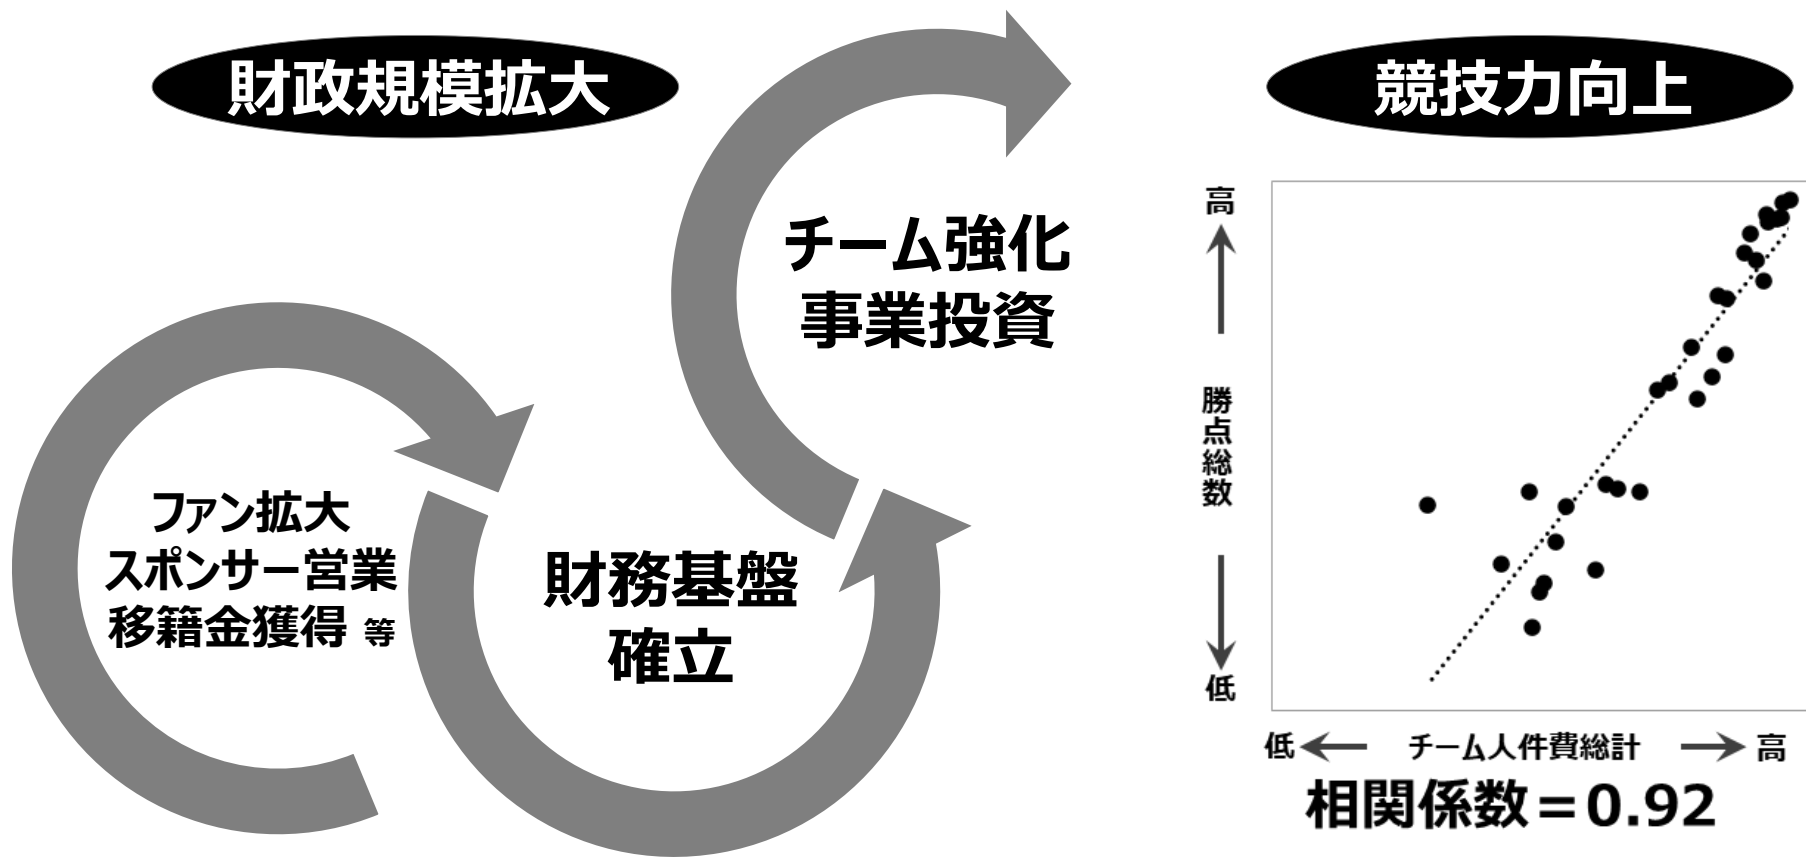 財政規模拡大
チーム強化
事業投資
ファン拡大
スポンサー営業
移籍金獲得 等
財務基盤
確立
競技力向上
高
勝点総数
低
低
チーム人件費総計
高
相関係数=0.92